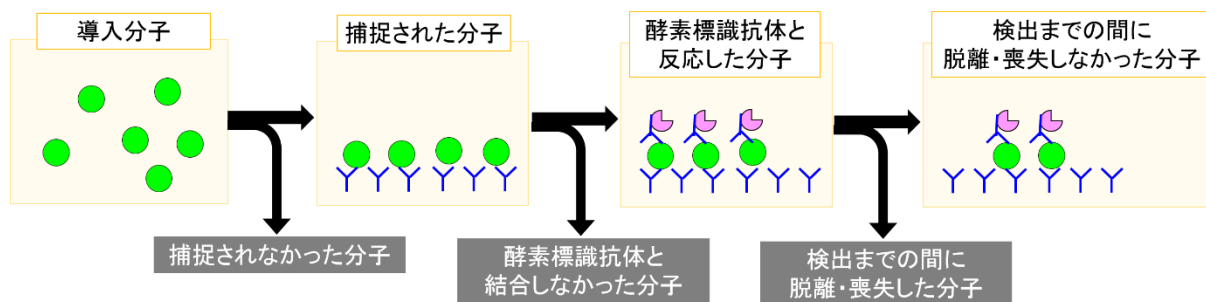 導入分子
捕捉された分子
酵素標識抗体と
反応した分子
検出までの間に
脱離・喪失しなかった分子
捕捉されなかった分子
酵素標識抗体と
結合しなかった分子
検出までの間に
脱離・喪失した分子